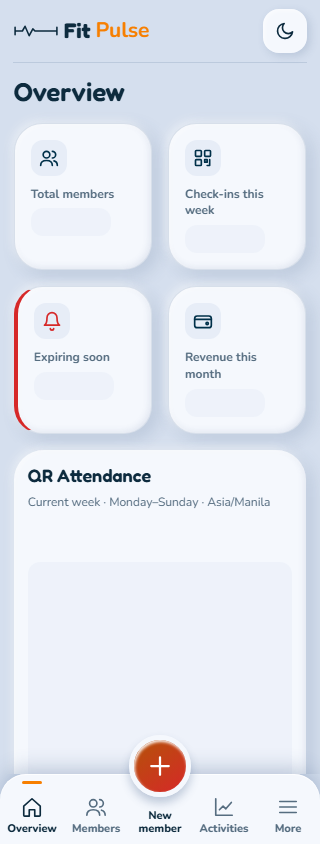 Fit Pulse
Overview
Total members
Check-ins this
week
Expiring soon
Revenue this
month
QR Attendance
Current week · Monday–Sunday · Asia/Manila
Overview
Members
New
member
Activities
More